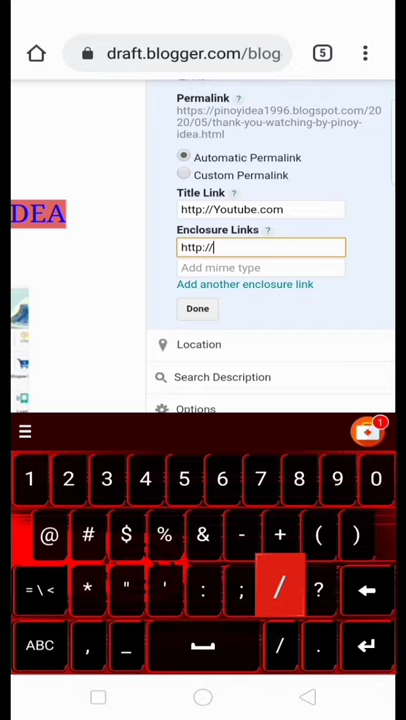 draft.blogger.com/blog
5
Permalink ?
https://pinoyidea1996.blogspot.com/20
20/05/thank-you-watching-by-pinoy-
idea.html
Automatic Permalink
Custom Permalink
DEA
Title Link ?
http://Youtube.com
Enclosure Links ?
http://
Add mime type
Add another enclosure link
Done
Location
Search Description
Options
1
1 2 3 4 5 6 7 8 9 0
@ # $ % & - + ( )
= \ < * " ' : ; / ?
ABC , _ / .